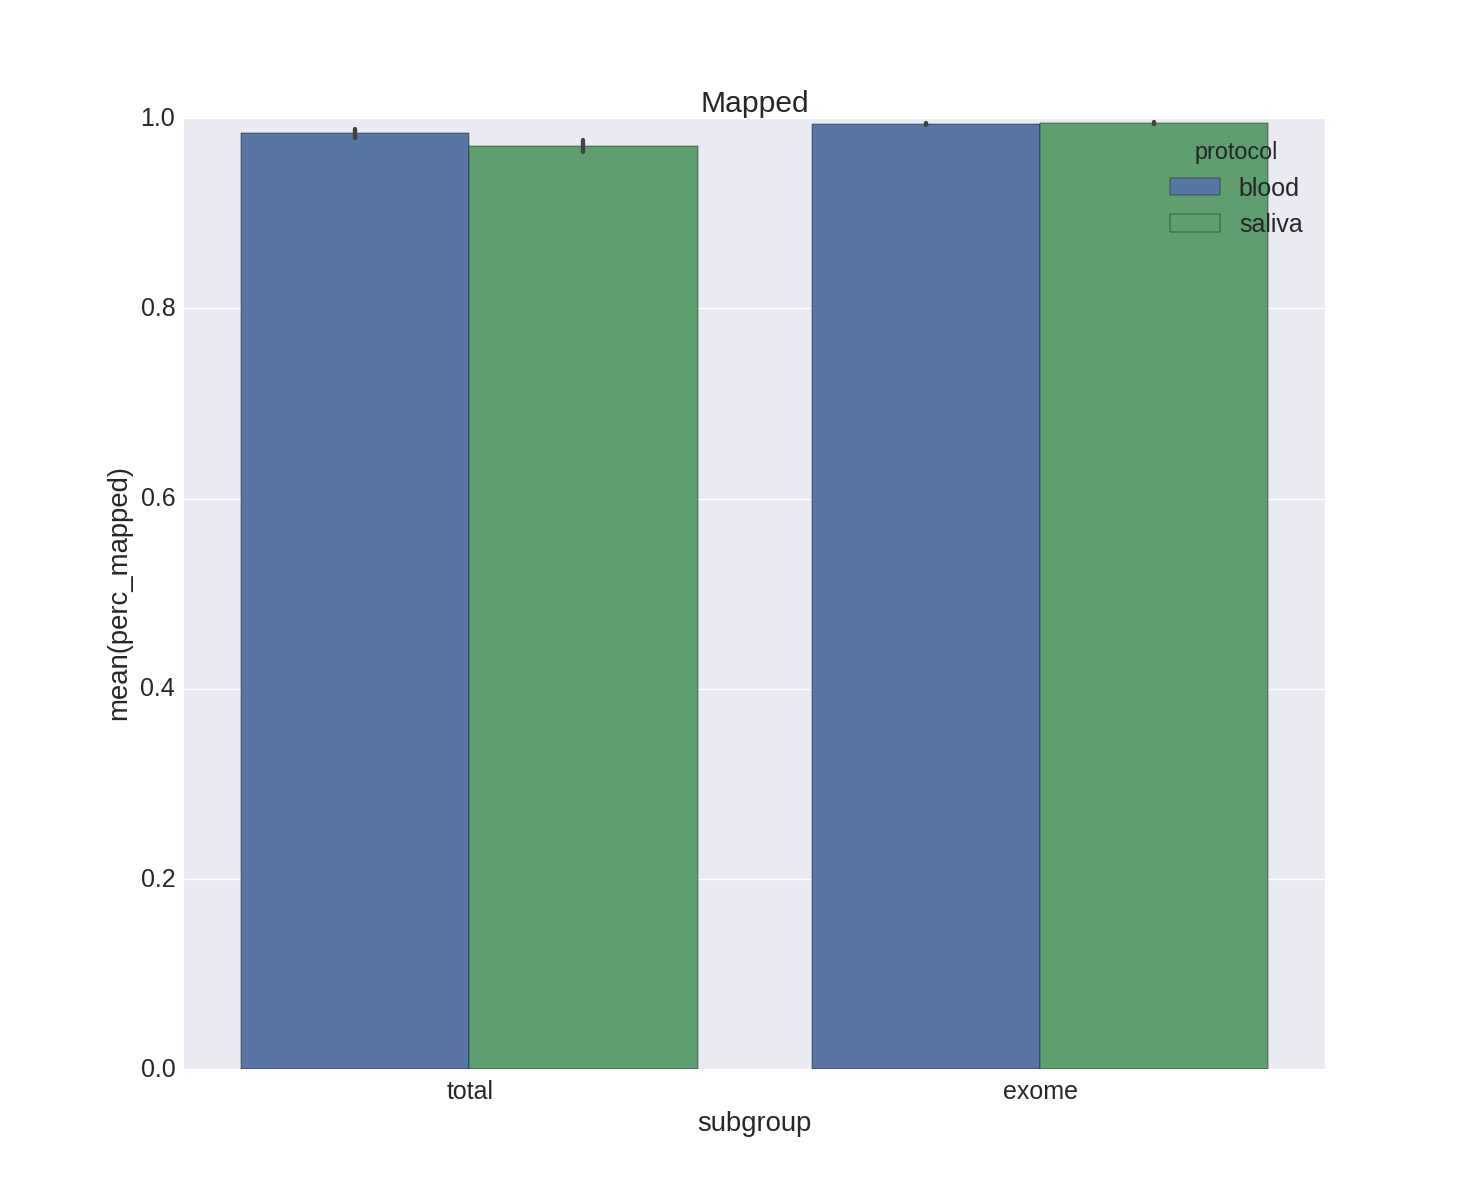 Mapped
1.0
0.8
0.6
0.4
0.2
0.0
mean(perc_mapped)
protocol
blood
saliva
total
exome
subgroup